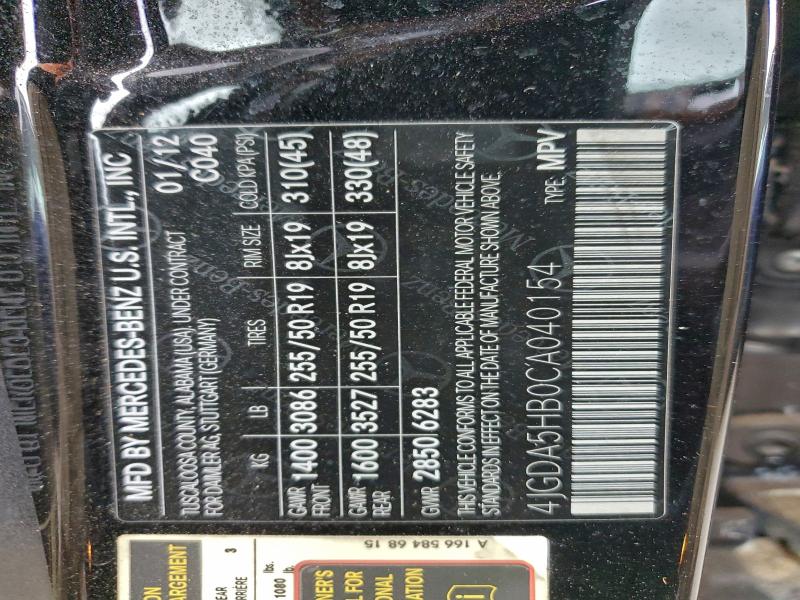 MFD BY MERCEDES-BENZ U.S. INTL., INC
TUSCALOOSA COUNTY, ALABAMA (USA), UNDER CONTRACT 01/12
FOR DAIMLER AG, STUTTGART (GERMANY) C040
KG LB TIRES RIM SIZE COLD KPA(PSI)
GAWR FRONT 1400 3086 255/50 R19 8Jx19 310(45)
GAWR REAR 1600 3527 255/50 R19 8Jx19 330(48)
GVWR 2850 6283
THIS VEHICLE CONFORMS TO ALL APPLICABLE FEDERAL MOTOR VEHICLE SAFETY
STANDARDS IN EFFECT ON THE DATE OF MANUFACTURE SHOWN ABOVE.
4JGDA5HB0CA040154 TYPE: MPV
A 166 584 68 15
3
1080
lbs.